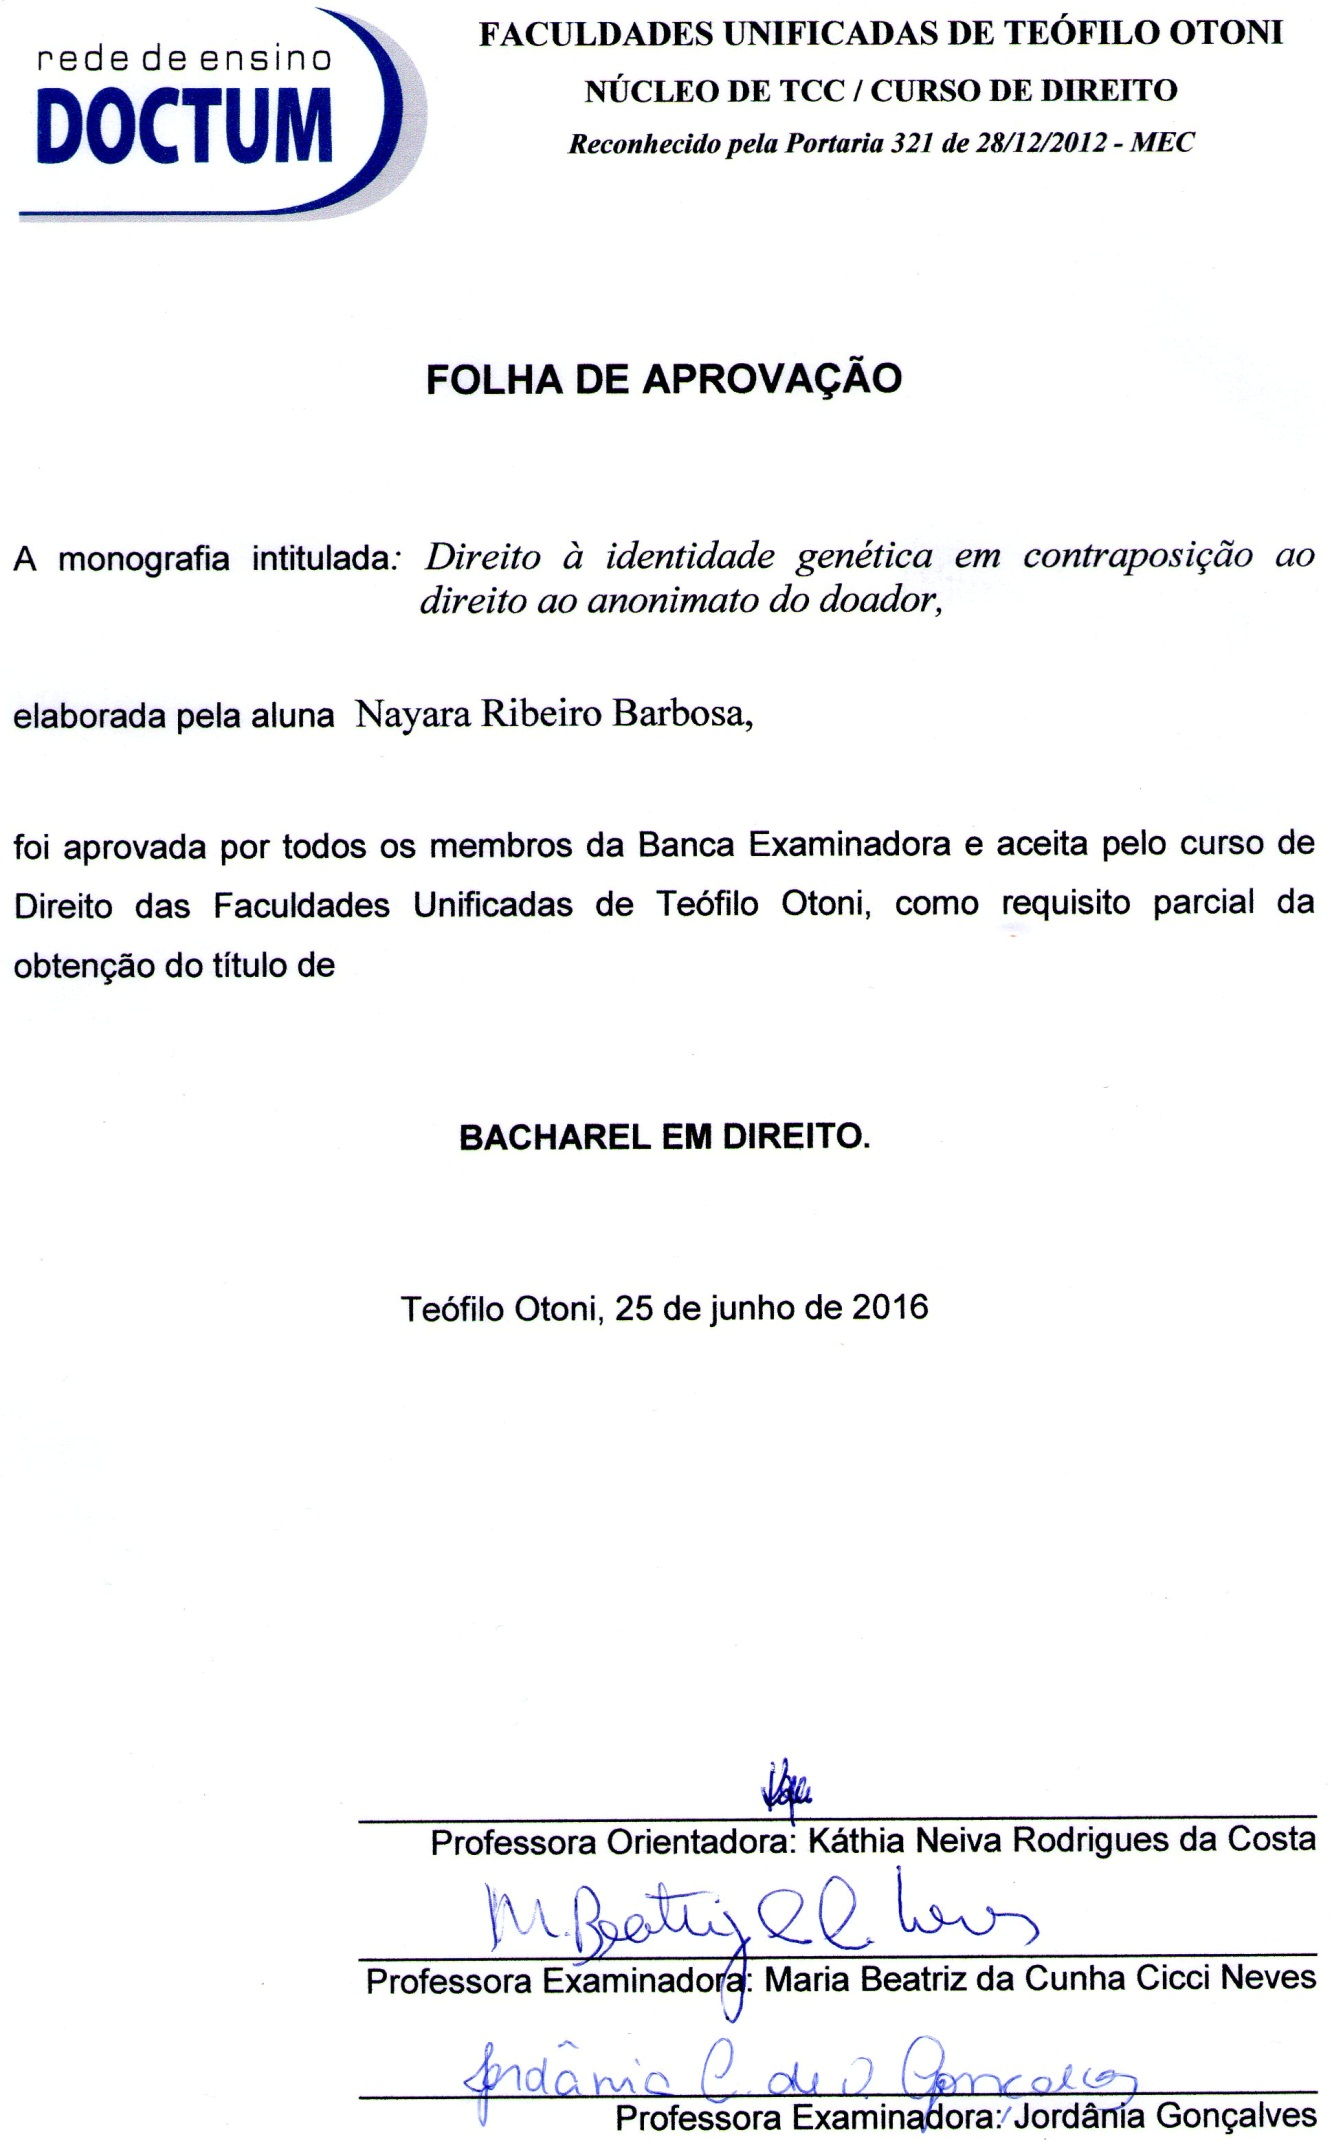 rede de ensino
DOCTUM
FACULDADES UNIFICADAS DE TEÓFILO OTONI
NÚCLEO DE TCC / CURSO DE DIREITO
Reconhecido pela Portaria 321 de 28/12/2012 - MEC
FOLHA DE APROVAÇÃO
A monografia intitulada: Direito à identidade genética em contraposição ao
direito ao anonimato do doador,
elaborada pela aluna Nayara Ribeiro Barbosa,
foi aprovada por todos os membros da Banca Examinadora e aceita pelo curso de
Direito das Faculdades Unificadas de Teófilo Otoni, como requisito parcial da
obtenção do título de
BACHAREL EM DIREITO.
Teófilo Otoni, 25 de junho de 2016
Professora Orientadora: Káthia Neiva Rodrigues da Costa
M. Beatriz C. C. Neves
Professora Examinadora: Maria Beatriz da Cunha Cicci Neves
Jordânia C. de O. Gonçalves
Professora Examinadora: Jordânia Gonçalves